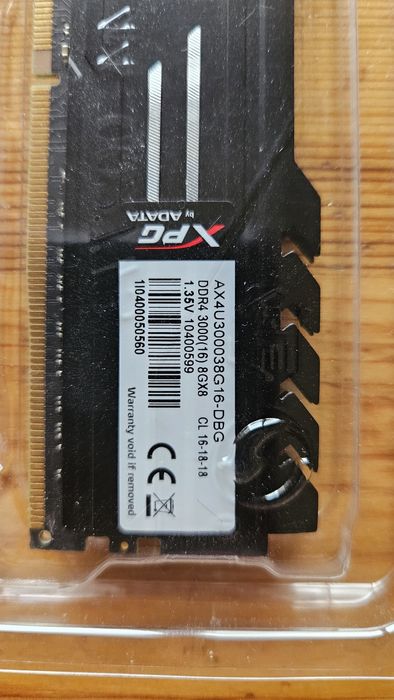 XPG
by ADATA
AX4U300038G16-DBG
DDR4 3000(16) 8GX8 CL 16-18-18
1.35V 10400599
1I0400050560
Warranty void if removed
CE